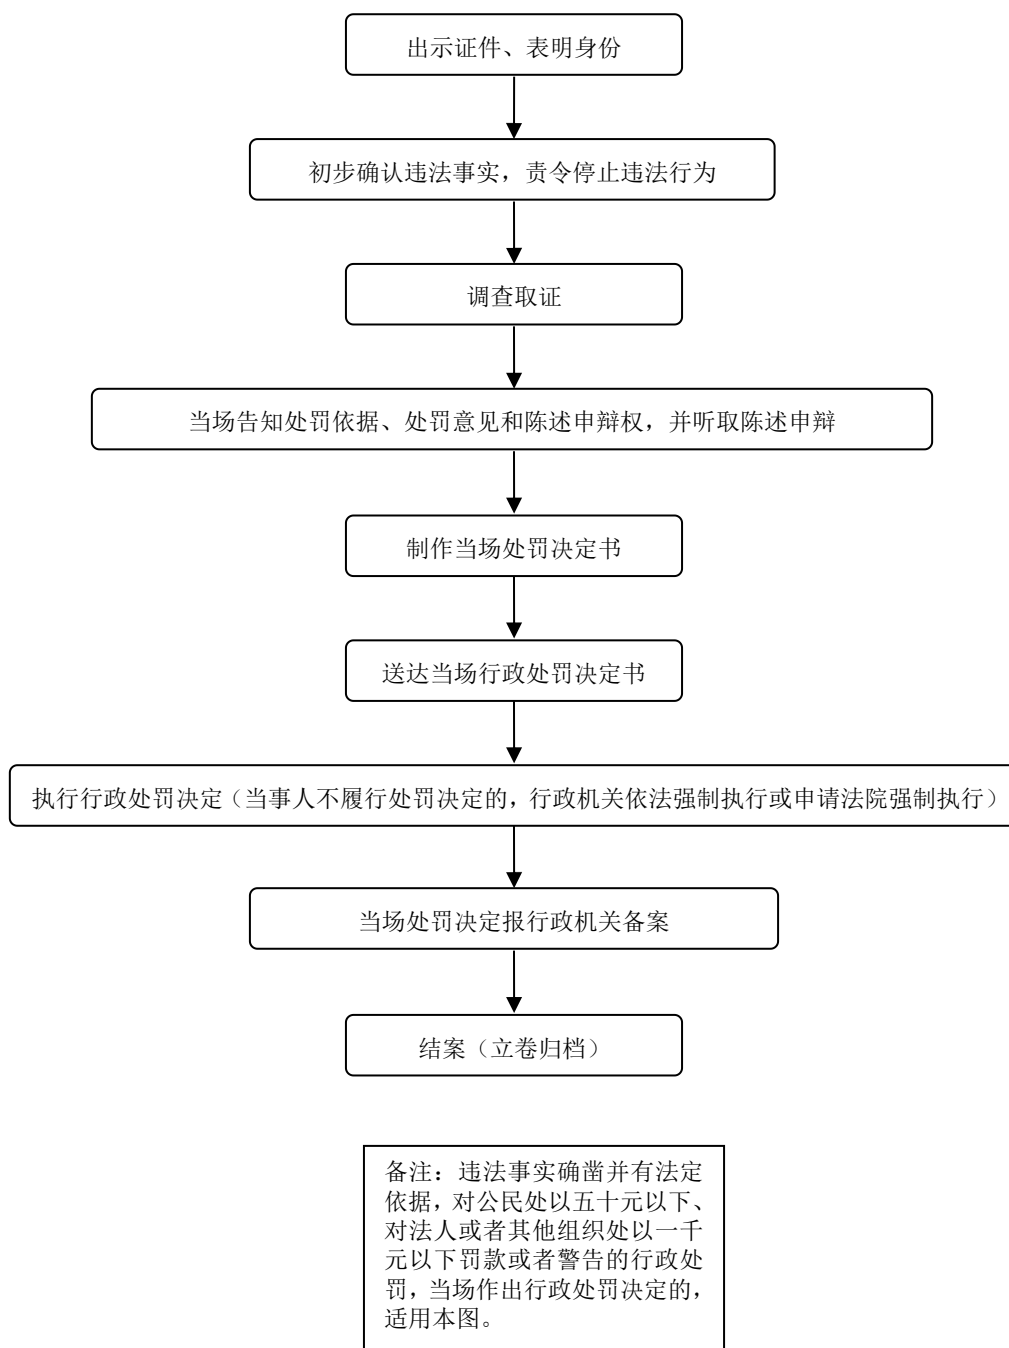 出示证件、表明身份
初步确认违法事实，责令停止违法行为
调查取证
当场告知处罚依据、处罚意见和陈述申辩权，并听取陈述申辩
制作当场处罚决定书
送达当场行政处罚决定书
执行行政处罚决定（当事人不履行处罚决定的，行政机关依法强制执行或申请法院强制执行）
当场处罚决定报行政机关备案
结案（立卷归档）
备注：违法事实确凿并有法定
依据，对公民处以五十元以下、
对法人或者其他组织处以一千
元以下罚款或者警告的行政处
罚，当场作出行政处罚决定的，
适用本图。